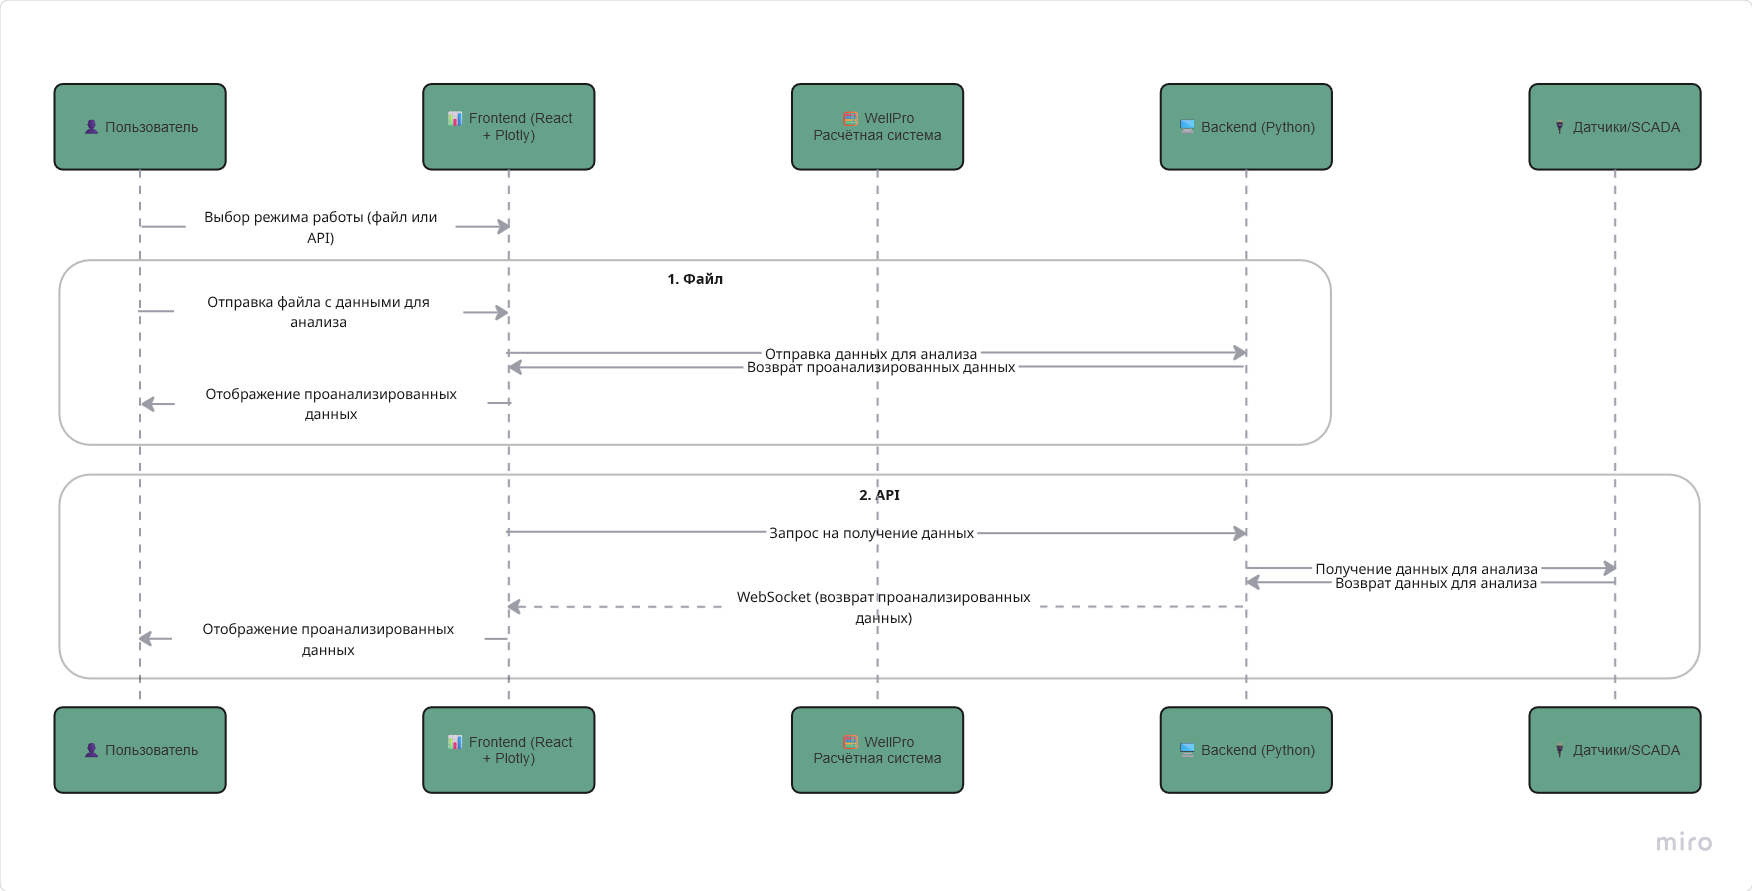 Пользователь
Frontend (React
+ Plotly)
WellPro
Расчётная система
Backend (Python)
Датчики/SCADA
Выбор режима работы (файл или
API)
1. Файл
Отправка файла с данными для
анализа
Отправка данных для анализа
Возврат проанализированных данных
Отображение проанализированных
данных
2. API
Запрос на получение данных
Получение данных для анализа
Возврат данных для анализа
WebSocket (возврат проанализированных
данных)
Отображение проанализированных
данных
Пользователь
Frontend (React
+ Plotly)
WellPro
Расчётная система
Backend (Python)
Датчики/SCADA
miro